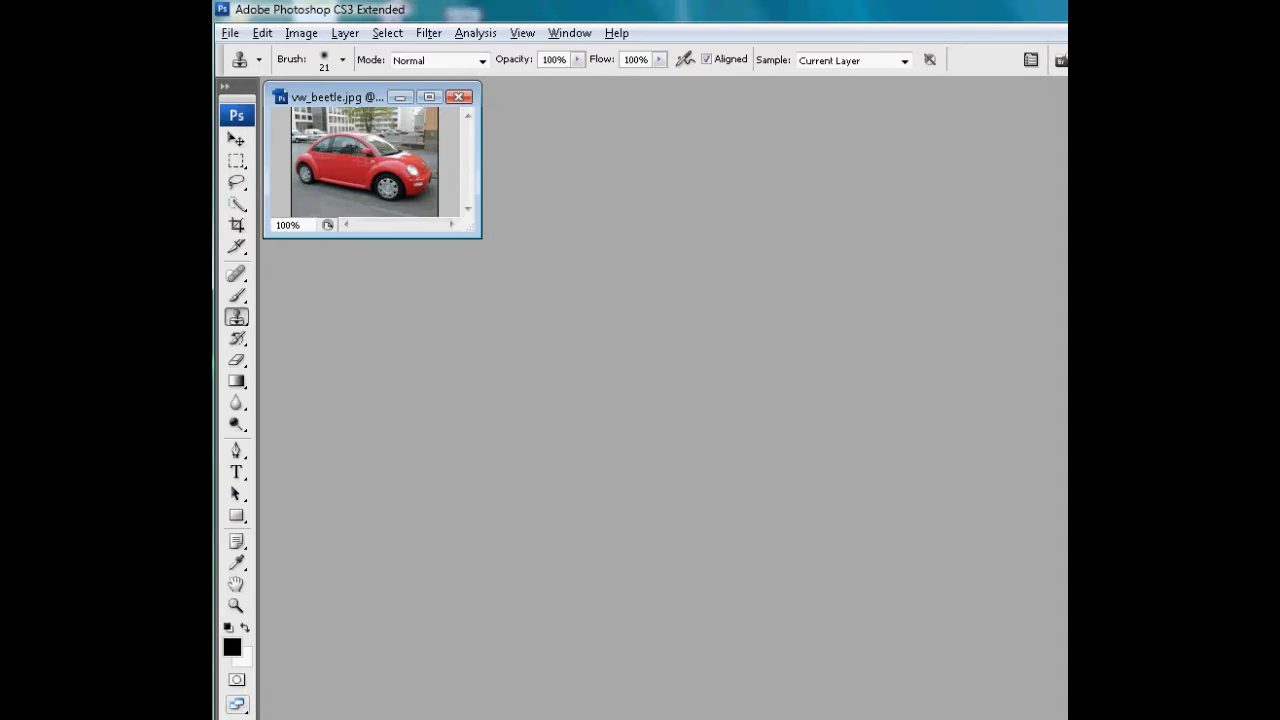 Ps Adobe Photoshop CS3 Extended
File Edit Image Layer Select Filter Analysis View Window Help
Brush: 21 Mode: Normal Opacity: 100% Flow: 100% Aligned Sample: Current Layer
vw_beetle.jpg @...
Ps
100%
T